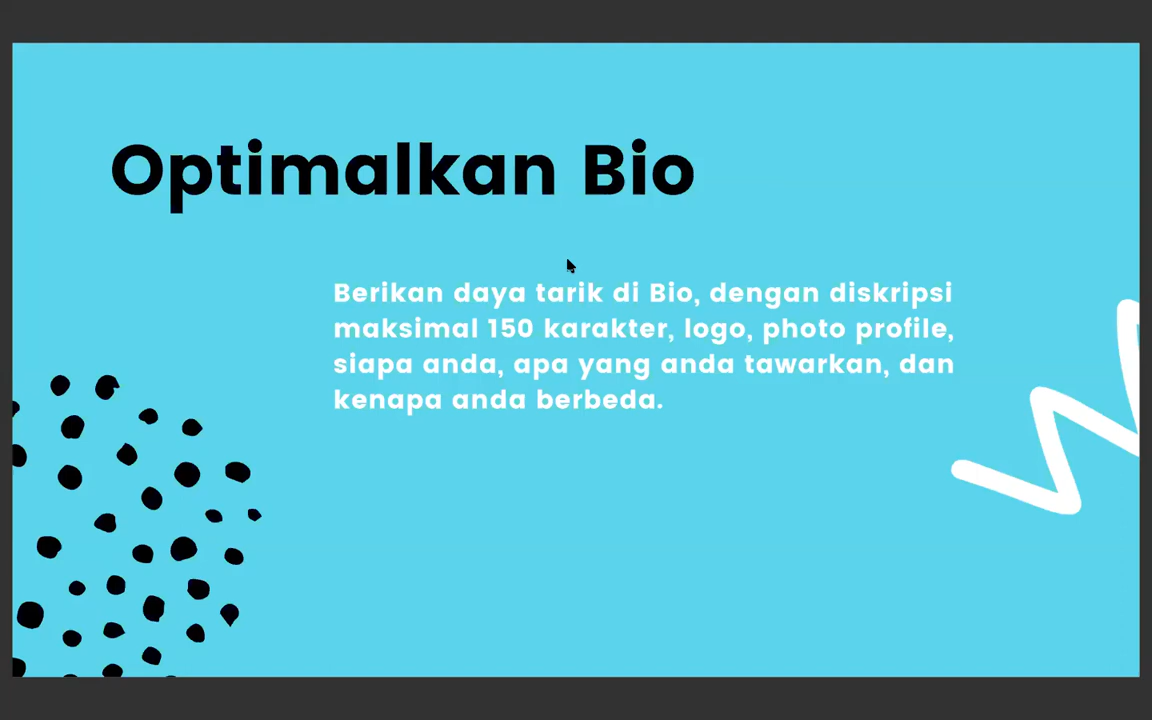 Optimalkan Bio
Berikan daya tarik di Bio, dengan diskripsi
maksimal 150 karakter, logo, photo profile,
siapa anda, apa yang anda tawarkan, dan
kenapa anda berbeda.